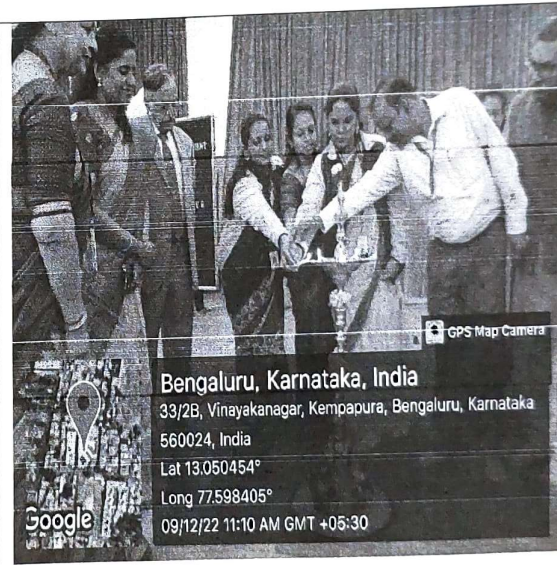 GPS Map Camera
Bengaluru, Karnataka, India
33/2B, Vinayakanagar, Kempapura, Bengaluru, Karnataka
560024, India
Lat 13.050454°
Long 77.598405°
09/12/22 11:10 AM GMT +05:30
Google